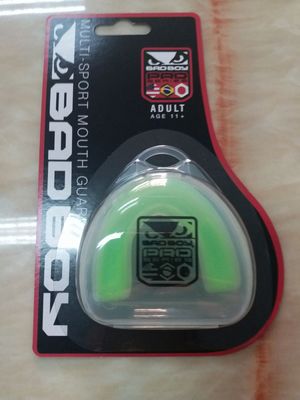 BAD BOY
PRO
SERIES
ADULT
AGE 11+
MULTI-SPORT MOUTH GUARD
BAD BOY
BAD BOY
PRO
SERIES